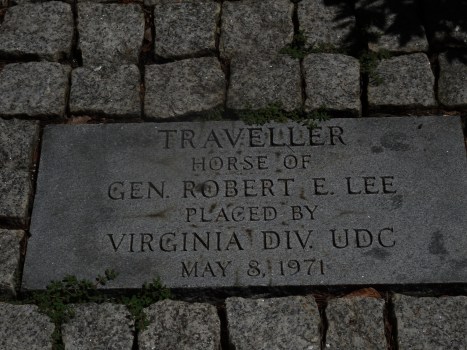 TRAVELLER
HORSE OF
GEN. ROBERT E. LEE
PLACED BY
VIRGINIA DIV. UDC
MAY 8, 1971